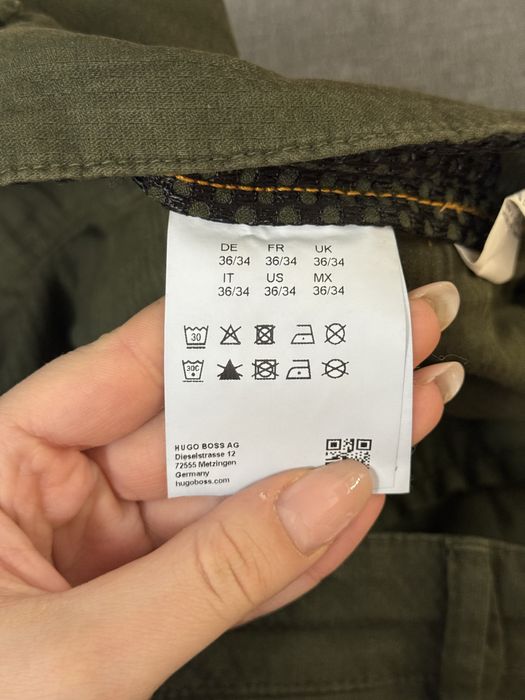 DE FR UK
36/34 36/34 36/34
IT US MX
36/34 36/34 36/34
30
30C
HUGO BOSS AG
Dieselstrasse 12
72555 Metzingen
Germany
hugoboss.com